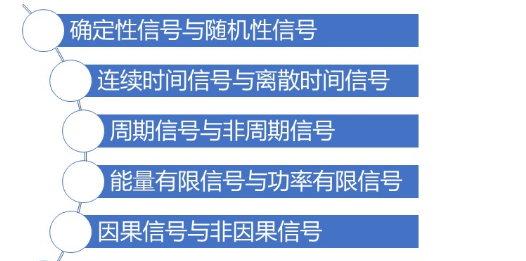 确定性信号与随机性信号
连续时间信号与离散时间信号
周期信号与非周期信号
能量有限信号与功率有限信号
因果信号与非因果信号